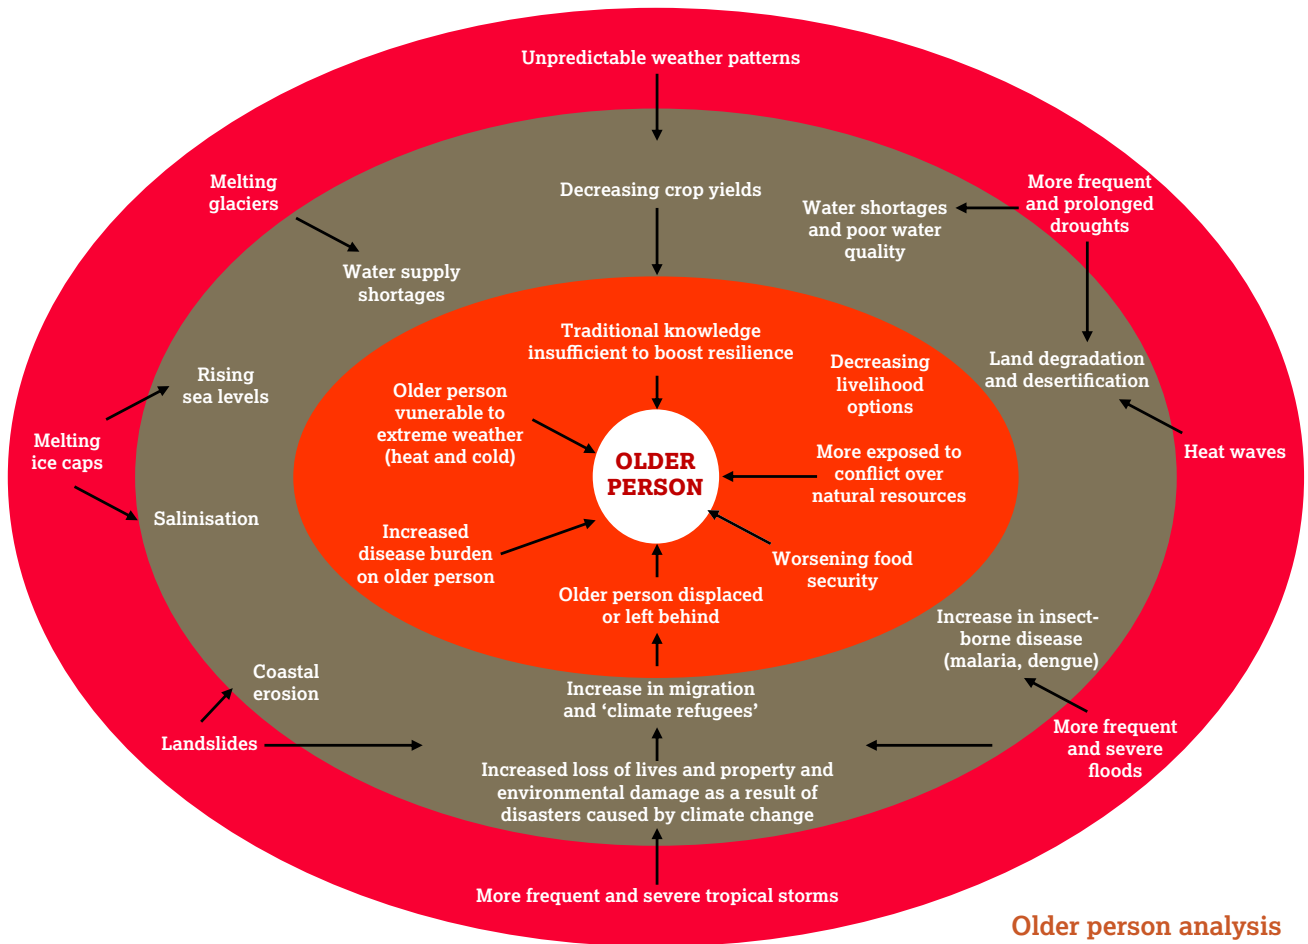 Unpredictable weather patterns
Melting
glaciers
Decreasing crop yields
More frequent
and prolonged
droughts
Water shortages
and poor water
quality
Water supply
shortages
Traditional knowledge
insufficient to boost resilience
Decreasing
livelihood
options
Land degradation
and desertification
Rising
sea levels
Older person
vunerable to
extreme weather
(heat and cold)
Melting
ice caps
OLDER
PERSON
More exposed to
conflict over
natural resources
Heat waves
Salinisation
Increased
disease burden
on older person
Worsening food
security
Older person displaced
or left behind
Increase in insect-
borne disease
(malaria, dengue)
Coastal
erosion
Increase in migration
and ‘climate refugees’
Landslides
More frequent
and severe
floods
Increased loss of lives and property and
environmental damage as a result of
disasters caused by climate change
More frequent and severe tropical storms
Older person analysis